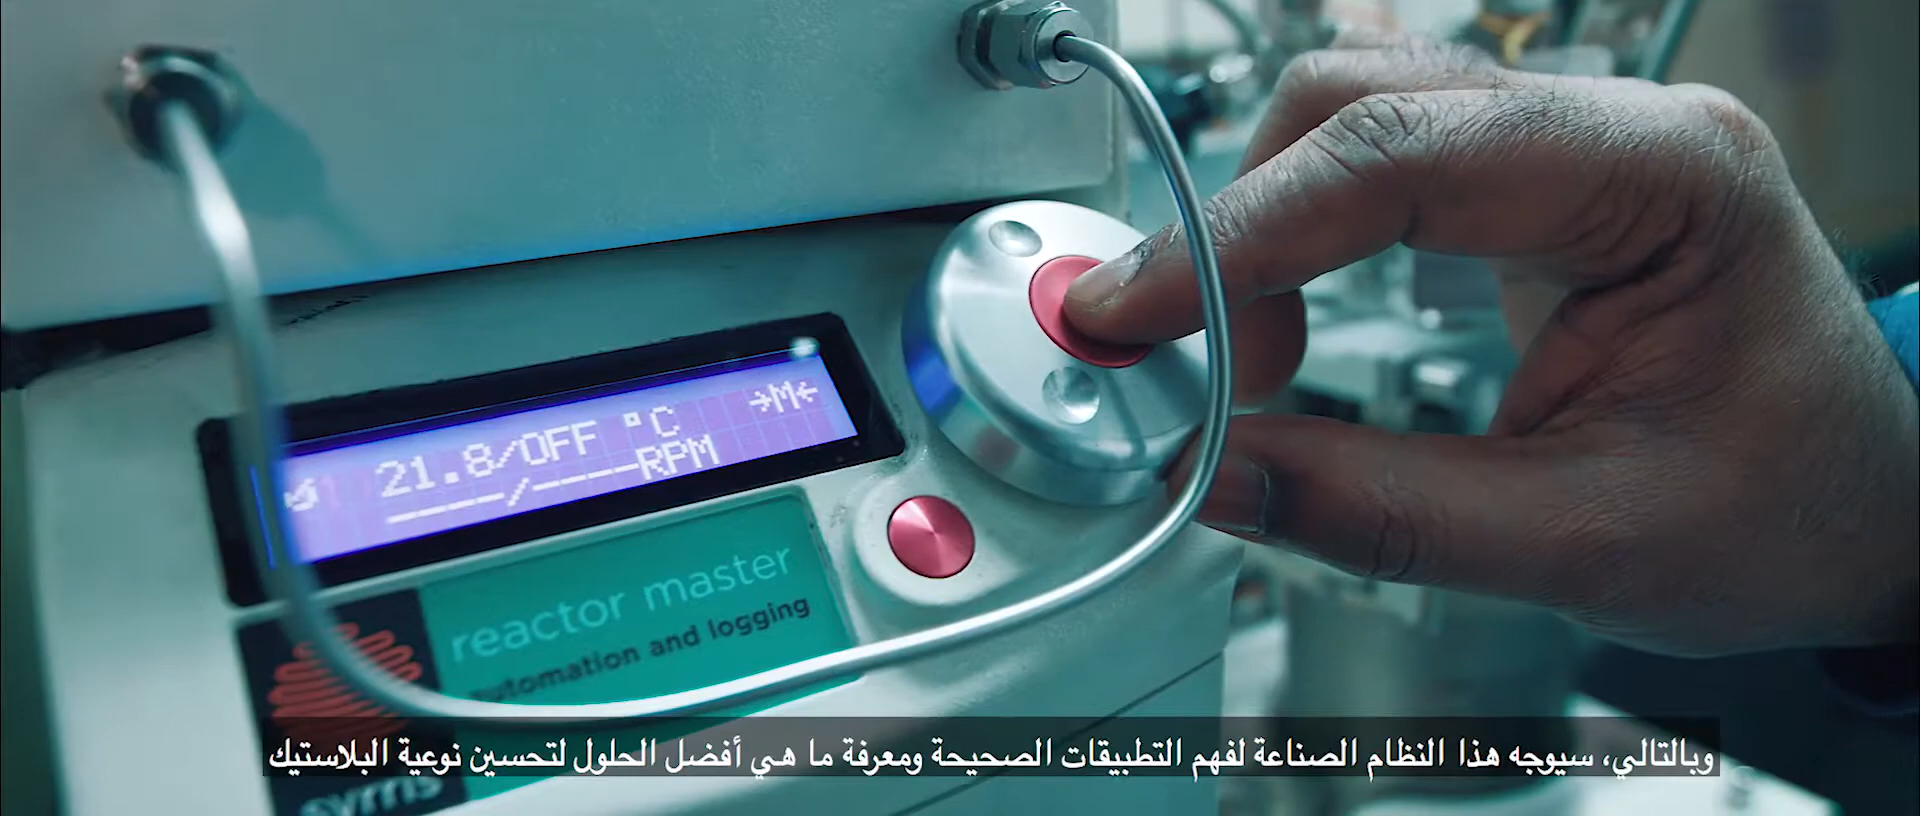 21.8/OFF °C →M←
----/----RPM
reactor master
automation and logging
syrris
وبالتالي، سيوجه هذا النظام الصناعة لفهم التطبيقات الصحيحة ومعرفة ما هي أفضل الحلول لتحسين نوعية البلاستيك